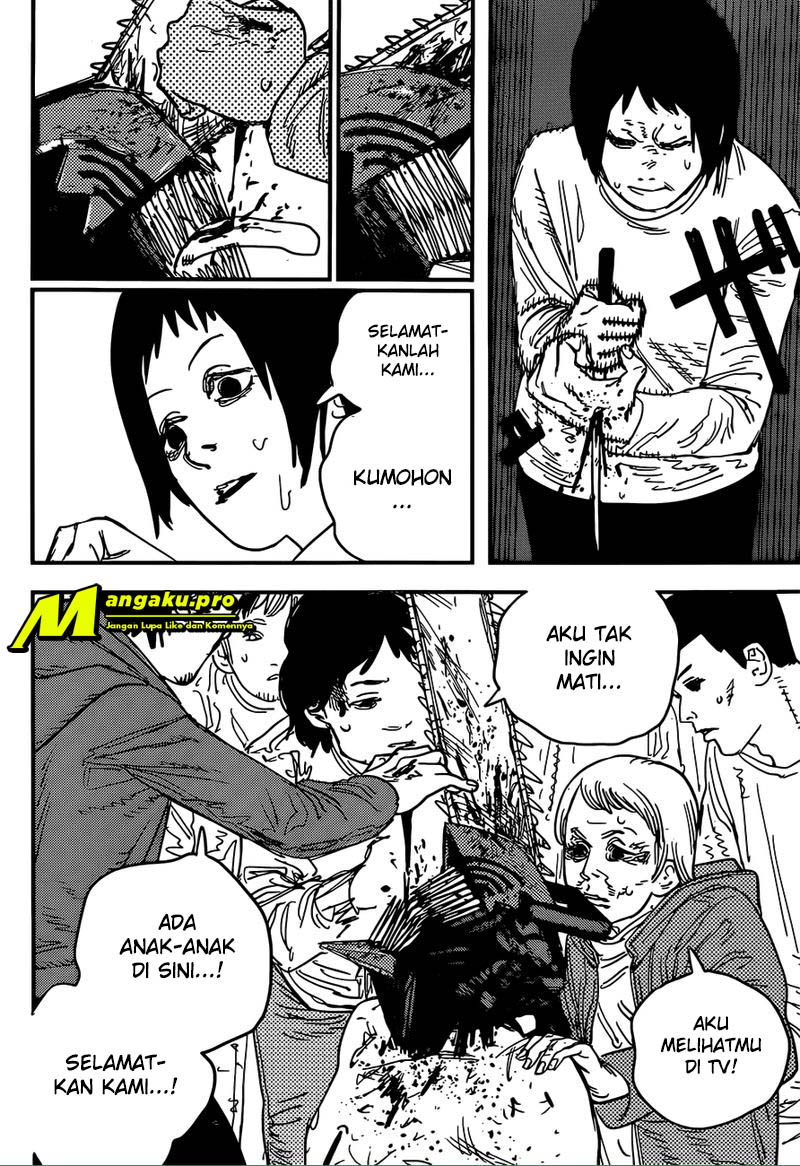 ザ
SELAMAT-
KANLAH
KAMI...
KUMOHON
...
Mangaku.pro
Jangan Lupa Like dan Komennya
AKU TAK
INGIN
MATI...
ADA
ANAK-ANAK
DI SINI...!
SELAMAT-
KAN KAMI...!
AKU
MELIHATMU
DI TV!